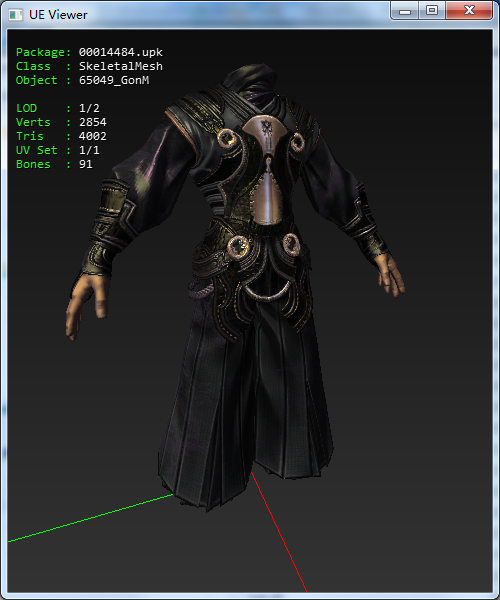 UE Viewer
Package: 00014484.upk
Class : SkeletalMesh
Object : 65049_GonM
LOD : 1/2
Verts : 2854
Tris : 4002
UV Set : 1/1
Bones : 91